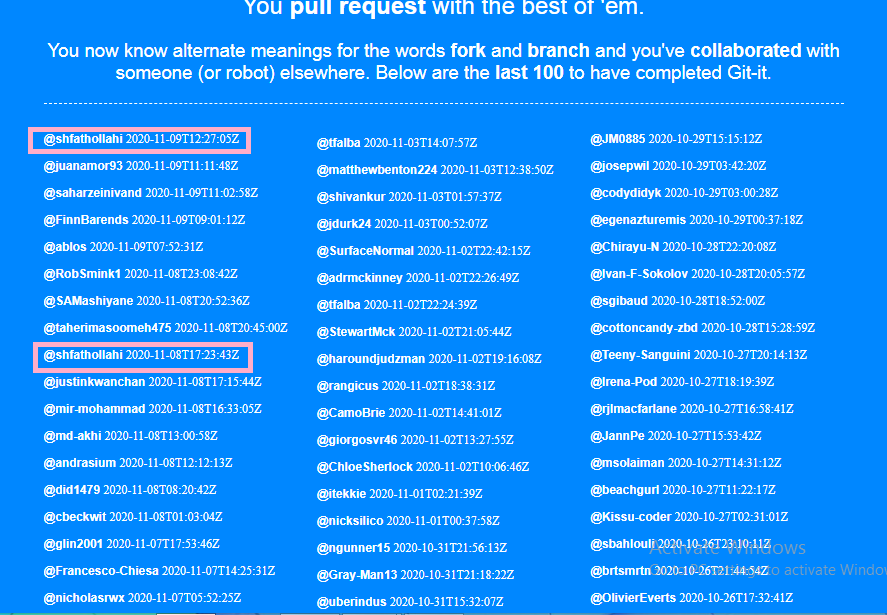 You pull request with the best of 'em.
You now know alternate meanings for the words fork and branch and you've collaborated with
someone (or robot) elsewhere. Below are the last 100 to have completed Git-it.
@shfathollahi 2020-11-09T12:27:05Z
@juanamor93 2020-11-09T11:11:48Z
@saharzeinivand 2020-11-09T11:02:58Z
@FinnBarends 2020-11-09T09:01:12Z
@ablos 2020-11-09T07:52:31Z
@RobSmink1 2020-11-08T23:08:42Z
@SAMashiyane 2020-11-08T20:52:36Z
@taherimasoomeh475 2020-11-08T20:45:00Z
@shfathollahi 2020-11-08T17:23:43Z
@justinkwanchan 2020-11-08T17:15:44Z
@mir-mohammad 2020-11-08T16:33:05Z
@md-akhi 2020-11-08T13:00:58Z
@andrasium 2020-11-08T12:12:13Z
@did1479 2020-11-08T08:20:42Z
@cbeckwit 2020-11-08T01:03:04Z
@glin2001 2020-11-07T17:53:46Z
@Francesco-Chiesa 2020-11-07T14:25:31Z
@nicholasrwx 2020-11-07T05:52:25Z
@tfalba 2020-11-03T14:07:57Z
@matthewbenton224 2020-11-03T12:38:50Z
@shivankur 2020-11-03T01:57:37Z
@jdurk24 2020-11-03T00:52:07Z
@SurfaceNormal 2020-11-02T22:42:15Z
@adrmckinney 2020-11-02T22:26:49Z
@tfalba 2020-11-02T22:24:39Z
@StewartMck 2020-11-02T21:05:44Z
@haroundjudzman 2020-11-02T19:16:08Z
@rangicus 2020-11-02T18:38:31Z
@CamoBrie 2020-11-02T14:41:01Z
@giorgosvr46 2020-11-02T13:27:55Z
@ChloeSherlock 2020-11-02T10:06:46Z
@itekkie 2020-11-01T02:21:39Z
@nicksilico 2020-11-01T00:37:58Z
@ngunner15 2020-10-31T21:56:13Z
@Gray-Man13 2020-10-31T21:18:22Z
@uberindus 2020-10-31T15:32:07Z
@JM0885 2020-10-29T15:15:12Z
@josepwil 2020-10-29T03:42:20Z
@codydidyk 2020-10-29T03:00:28Z
@egenazturemis 2020-10-29T00:37:18Z
@Chirayu-N 2020-10-28T22:20:08Z
@Ivan-F-Sokolov 2020-10-28T20:05:57Z
@sgibaud 2020-10-28T18:52:00Z
@cottoncandy-zbd 2020-10-28T15:28:59Z
@Teeny-Sanguini 2020-10-27T20:14:13Z
@Irena-Pod 2020-10-27T18:19:39Z
@rjlmacfarlane 2020-10-27T16:58:41Z
@JannPe 2020-10-27T15:53:42Z
@msolaiman 2020-10-27T14:31:12Z
@beachgurl 2020-10-27T11:22:17Z
@Kissu-coder 2020-10-27T02:31:01Z
@sbahlouli 2020-10-26T23:10:11Z
@brtsmrtn 2020-10-26T21:44:54Z
@OlivierEverts 2020-10-26T17:32:41Z
Activate Windows
to activate Windo